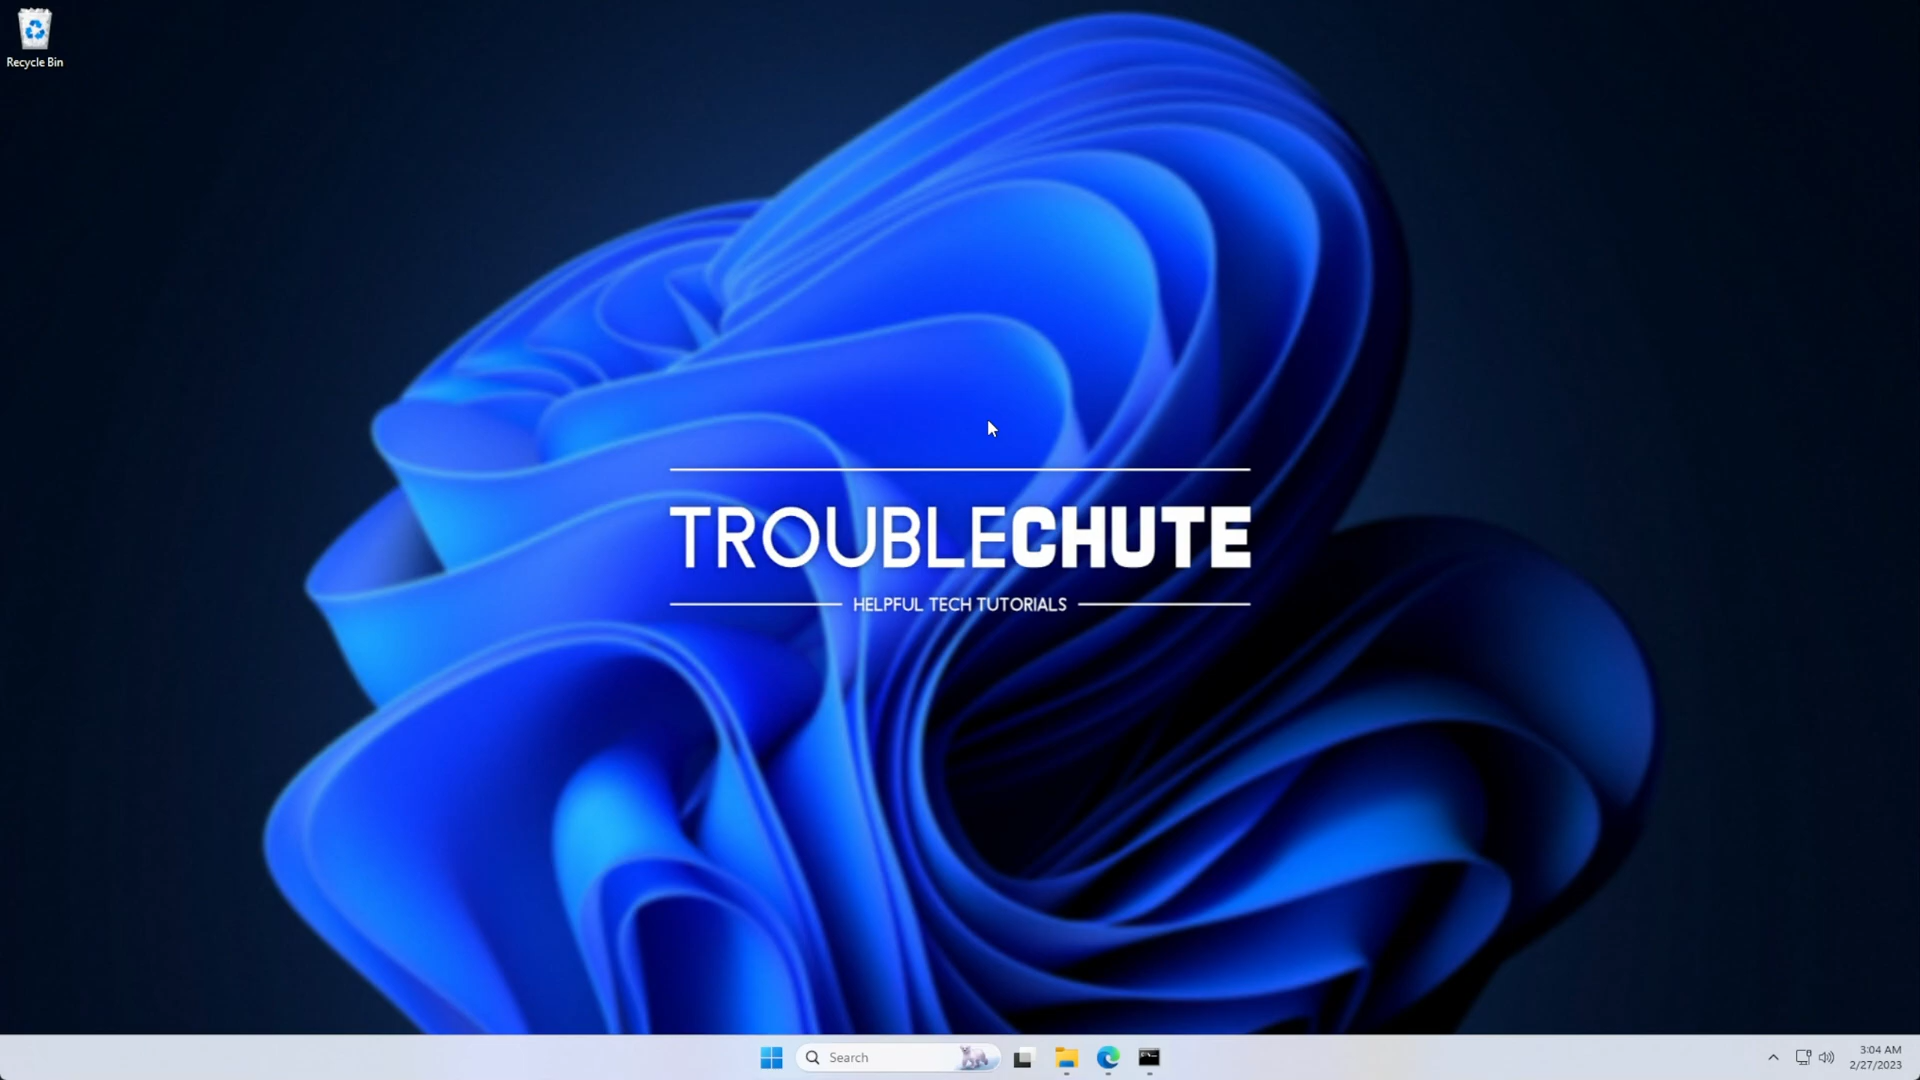 Recycle Bin
TROUBLECHUTE
HELPFUL TECH TUTORIALS
Search
3:04 AM
2/27/2023